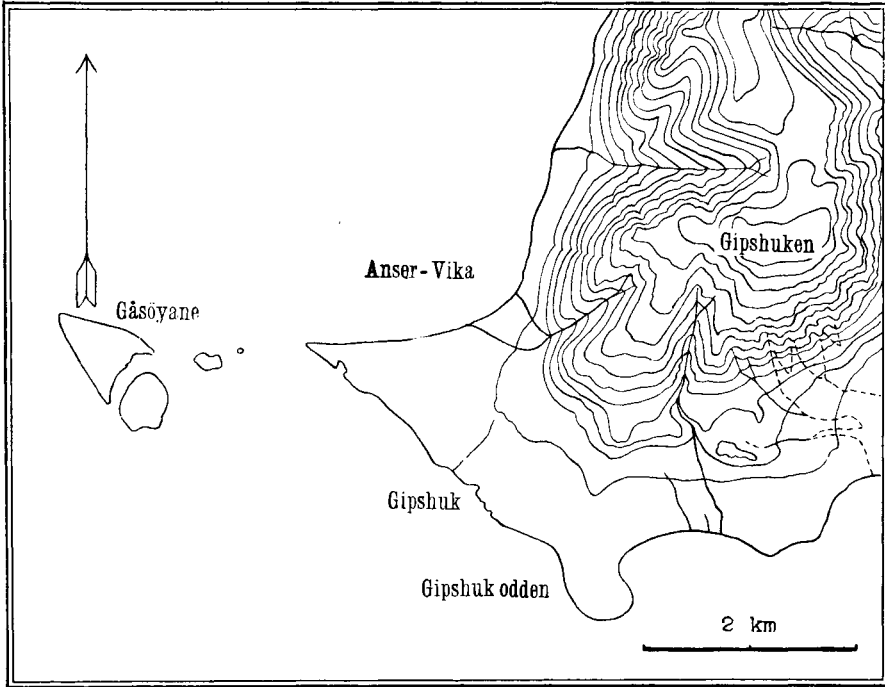 Gipshuken
Anser-Vika
Gåsöyane
Gipshuk
Gipshuk odden
2 km